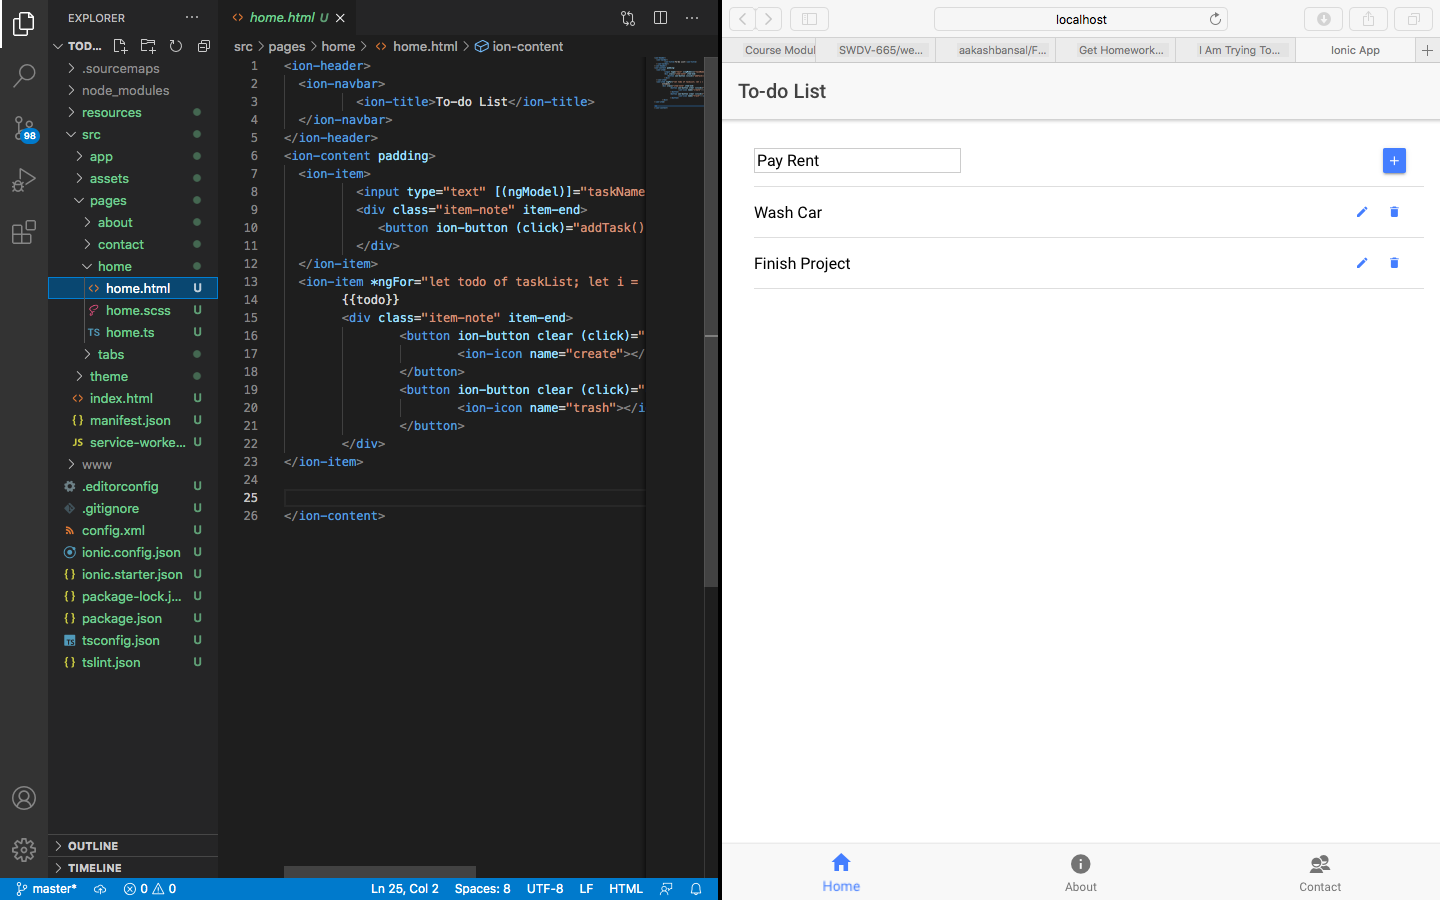 EXPLORER
TOD...
.sourcemaps
node_modules
resources
src
app
assets
pages
about
contact
home
home.html U
home.scss U
home.ts U
tabs
theme
index.html U
manifest.json U
service-worke... U
www
.editorconfig U
.gitignore U
config.xml U
ionic.config.json U
ionic.starter.json U
package-lock.j... U
package.json U
tsconfig.json U
tslint.json U
OUTLINE
TIMELINE
98
home.html U
src > pages > home > home.html > ion-content
1 <ion-header>
2 <ion-navbar>
3 <ion-title>To-do List</ion-title>
4 </ion-navbar>
5 </ion-header>
6 <ion-content padding>
7 <ion-item>
8 <input type="text" [(ngModel)]="taskName
9 <div class="item-note" item-end>
10 <button ion-button (click)="addTask()
11 </div>
12 </ion-item>
13 <ion-item *ngFor="let todo of taskList; let i =
14 {{todo}}
15 <div class="item-note" item-end>
16 <button ion-button clear (click)="
17 <ion-icon name="create"></
18 </button>
19 <button ion-button clear (click)="
20 <ion-icon name="trash"></i
21 </button>
22 </div>
23 </ion-item>
24
25
26 </ion-content>
master* 0 0 Ln 25, Col 2 Spaces: 8 UTF-8 LF HTML
localhost
Course Modul SWDV-665/we... aakashbansal/F... Get Homework... I Am Trying To... Ionic App
To-do List
Pay Rent
Wash Car
Finish Project
Home About Contact